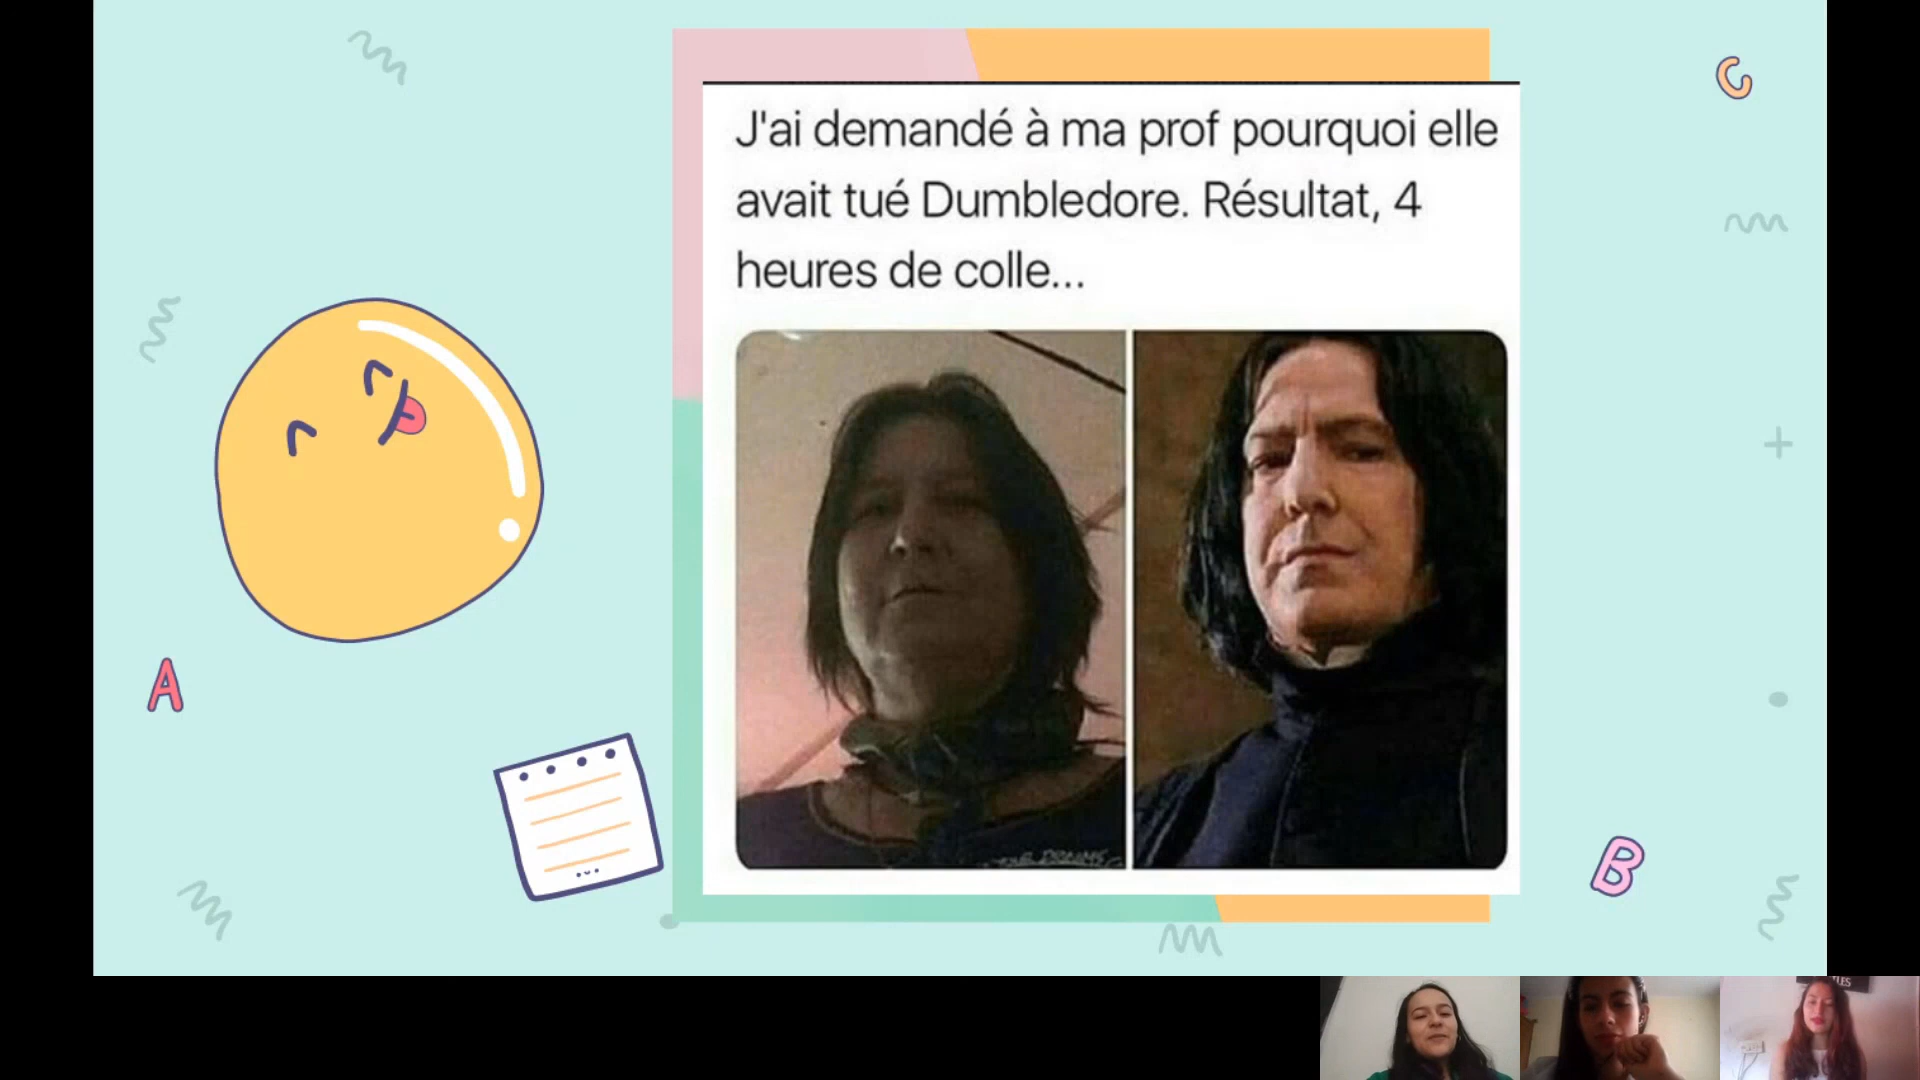 J'ai demandé à ma prof pourquoi elle
avait tué Dumbledore. Résultat, 4
heures de colle...
C
A
B